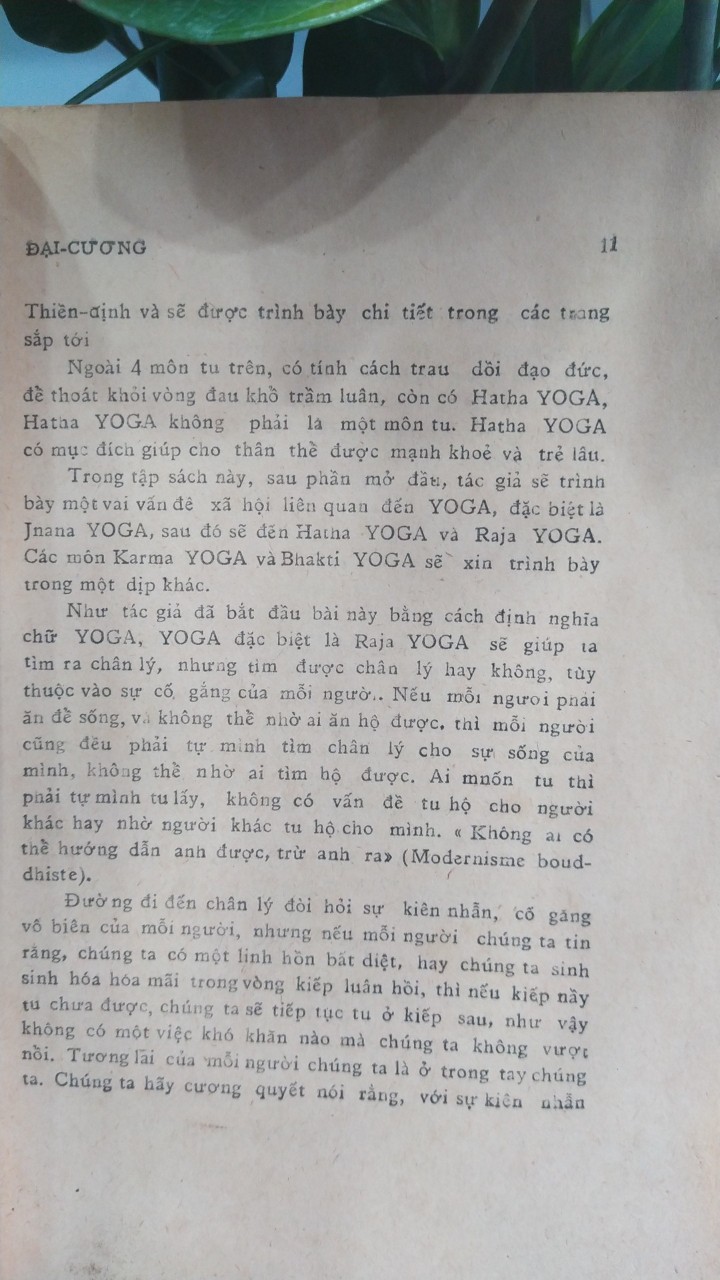 ĐẠI-CƯƠNG 11
Thiền-định và sẽ được trình bày chi tiết trong các trang
sắp tới
Ngoài 4 môn tu trên, có tính cách trau dồi đạo đức,
để thoát khỏi vòng đau khổ trầm luân, còn có Hatha YOGA,
Hatha YOGA không phải là một môn tu. Hatha YOGA
có mục đích giúp cho thân thể được mạnh khoẻ và trẻ lâu.
Trong tập sách này, sau phần mở đầu, tác giả sẽ trình
bày một vai vấn đê xã hội liên quan đến YOGA, đặc biệt là
Jnana YOGA, sau đó sẽ đến Hatha YOGA và Raja YOGA.
Các môn Karma YOGA và Bhakti YOGA sẽ xin trình bày
trong một dịp khác.
Như tác giả đã bắt đầu bài này bằng cách định nghĩa
chữ YOGA, YOGA đặc biệt là Raja YOGA sẽ giúp ta
tìm ra chân lý, nhưng tìm được chân lý hay không, tùy
thuộc vào sự cố gắng của mỗi người. Nếu mỗi ngươi phải
ăn để sống, và không thể nhờ ai ăn hộ được. thì mỗi người
cũng đều phải tự mình tìm chân lý cho sự sống của
mình, không thể nhờ ai tìm hộ được. Ai mnốn tu thì
phải tự mình tu lấy, không có vấn đề tu hộ cho người
khác hay nhờ người khác tu hộ cho mình. « Không ai có
thể hướng dẫn anh được, trừ anh ra» (Modernisme boud-
dhiste).
Đường đi đến chân lý đòi hỏi sự kiên nhẫn, cố gắng
vô biên của mỗi người, nhưng nếu mỗi người chúng ta tin
rằng, chúng ta có một linh hồn bất diệt, hay chúng ta sinh
sinh hóa hóa mãi trong vòng kiếp luân hồi, thì nếu kiếp nầy
tu chưa được, chúng ta sẽ tiếp tục tu ở kiếp sau, như vậy
không có một việc khó khăn nào mà chúng ta không vượt
nổi. Tương lai của mỗi người chúng ta là ở trong tay chúng
ta. Chúng ta hãy cương quyết nói rằng, với sự kiên nhẫn